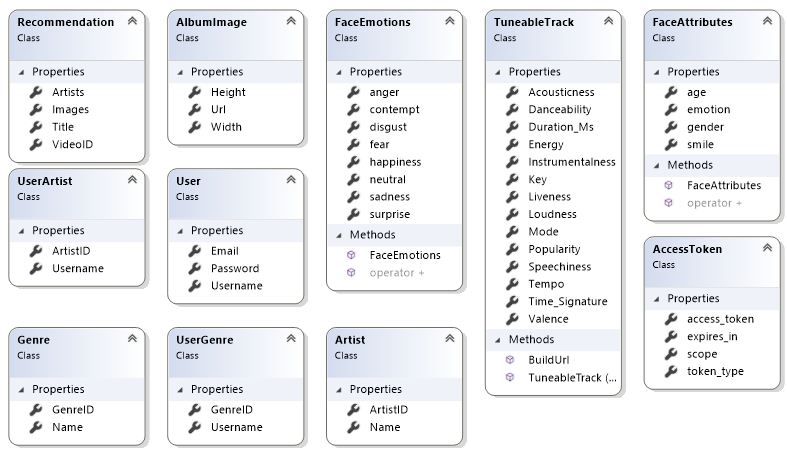 Recommendation
Class
Properties
Artists
Images
Title
VideoID
AlbumImage
Class
Properties
Height
Url
Width
FaceEmotions
Class
Properties
anger
contempt
disgust
fear
happiness
neutral
sadness
surprise
Methods
FaceEmotions
operator +
TuneableTrack
Class
Properties
Acousticness
Danceability
Duration_Ms
Energy
Instrumentalness
Key
Liveness
Loudness
Mode
Popularity
Speechiness
Tempo
Time_Signature
Valence
Methods
BuildUrl
TuneableTrack (...
FaceAttributes
Class
Properties
age
emotion
gender
smile
Methods
FaceAttributes
operator +
UserArtist
Class
Properties
ArtistID
Username
User
Class
Properties
Email
Password
Username
AccessToken
Class
Properties
access_token
expires_in
scope
token_type
Genre
Class
Properties
GenreID
Name
UserGenre
Class
Properties
GenreID
Username
Artist
Class
Properties
ArtistID
Name